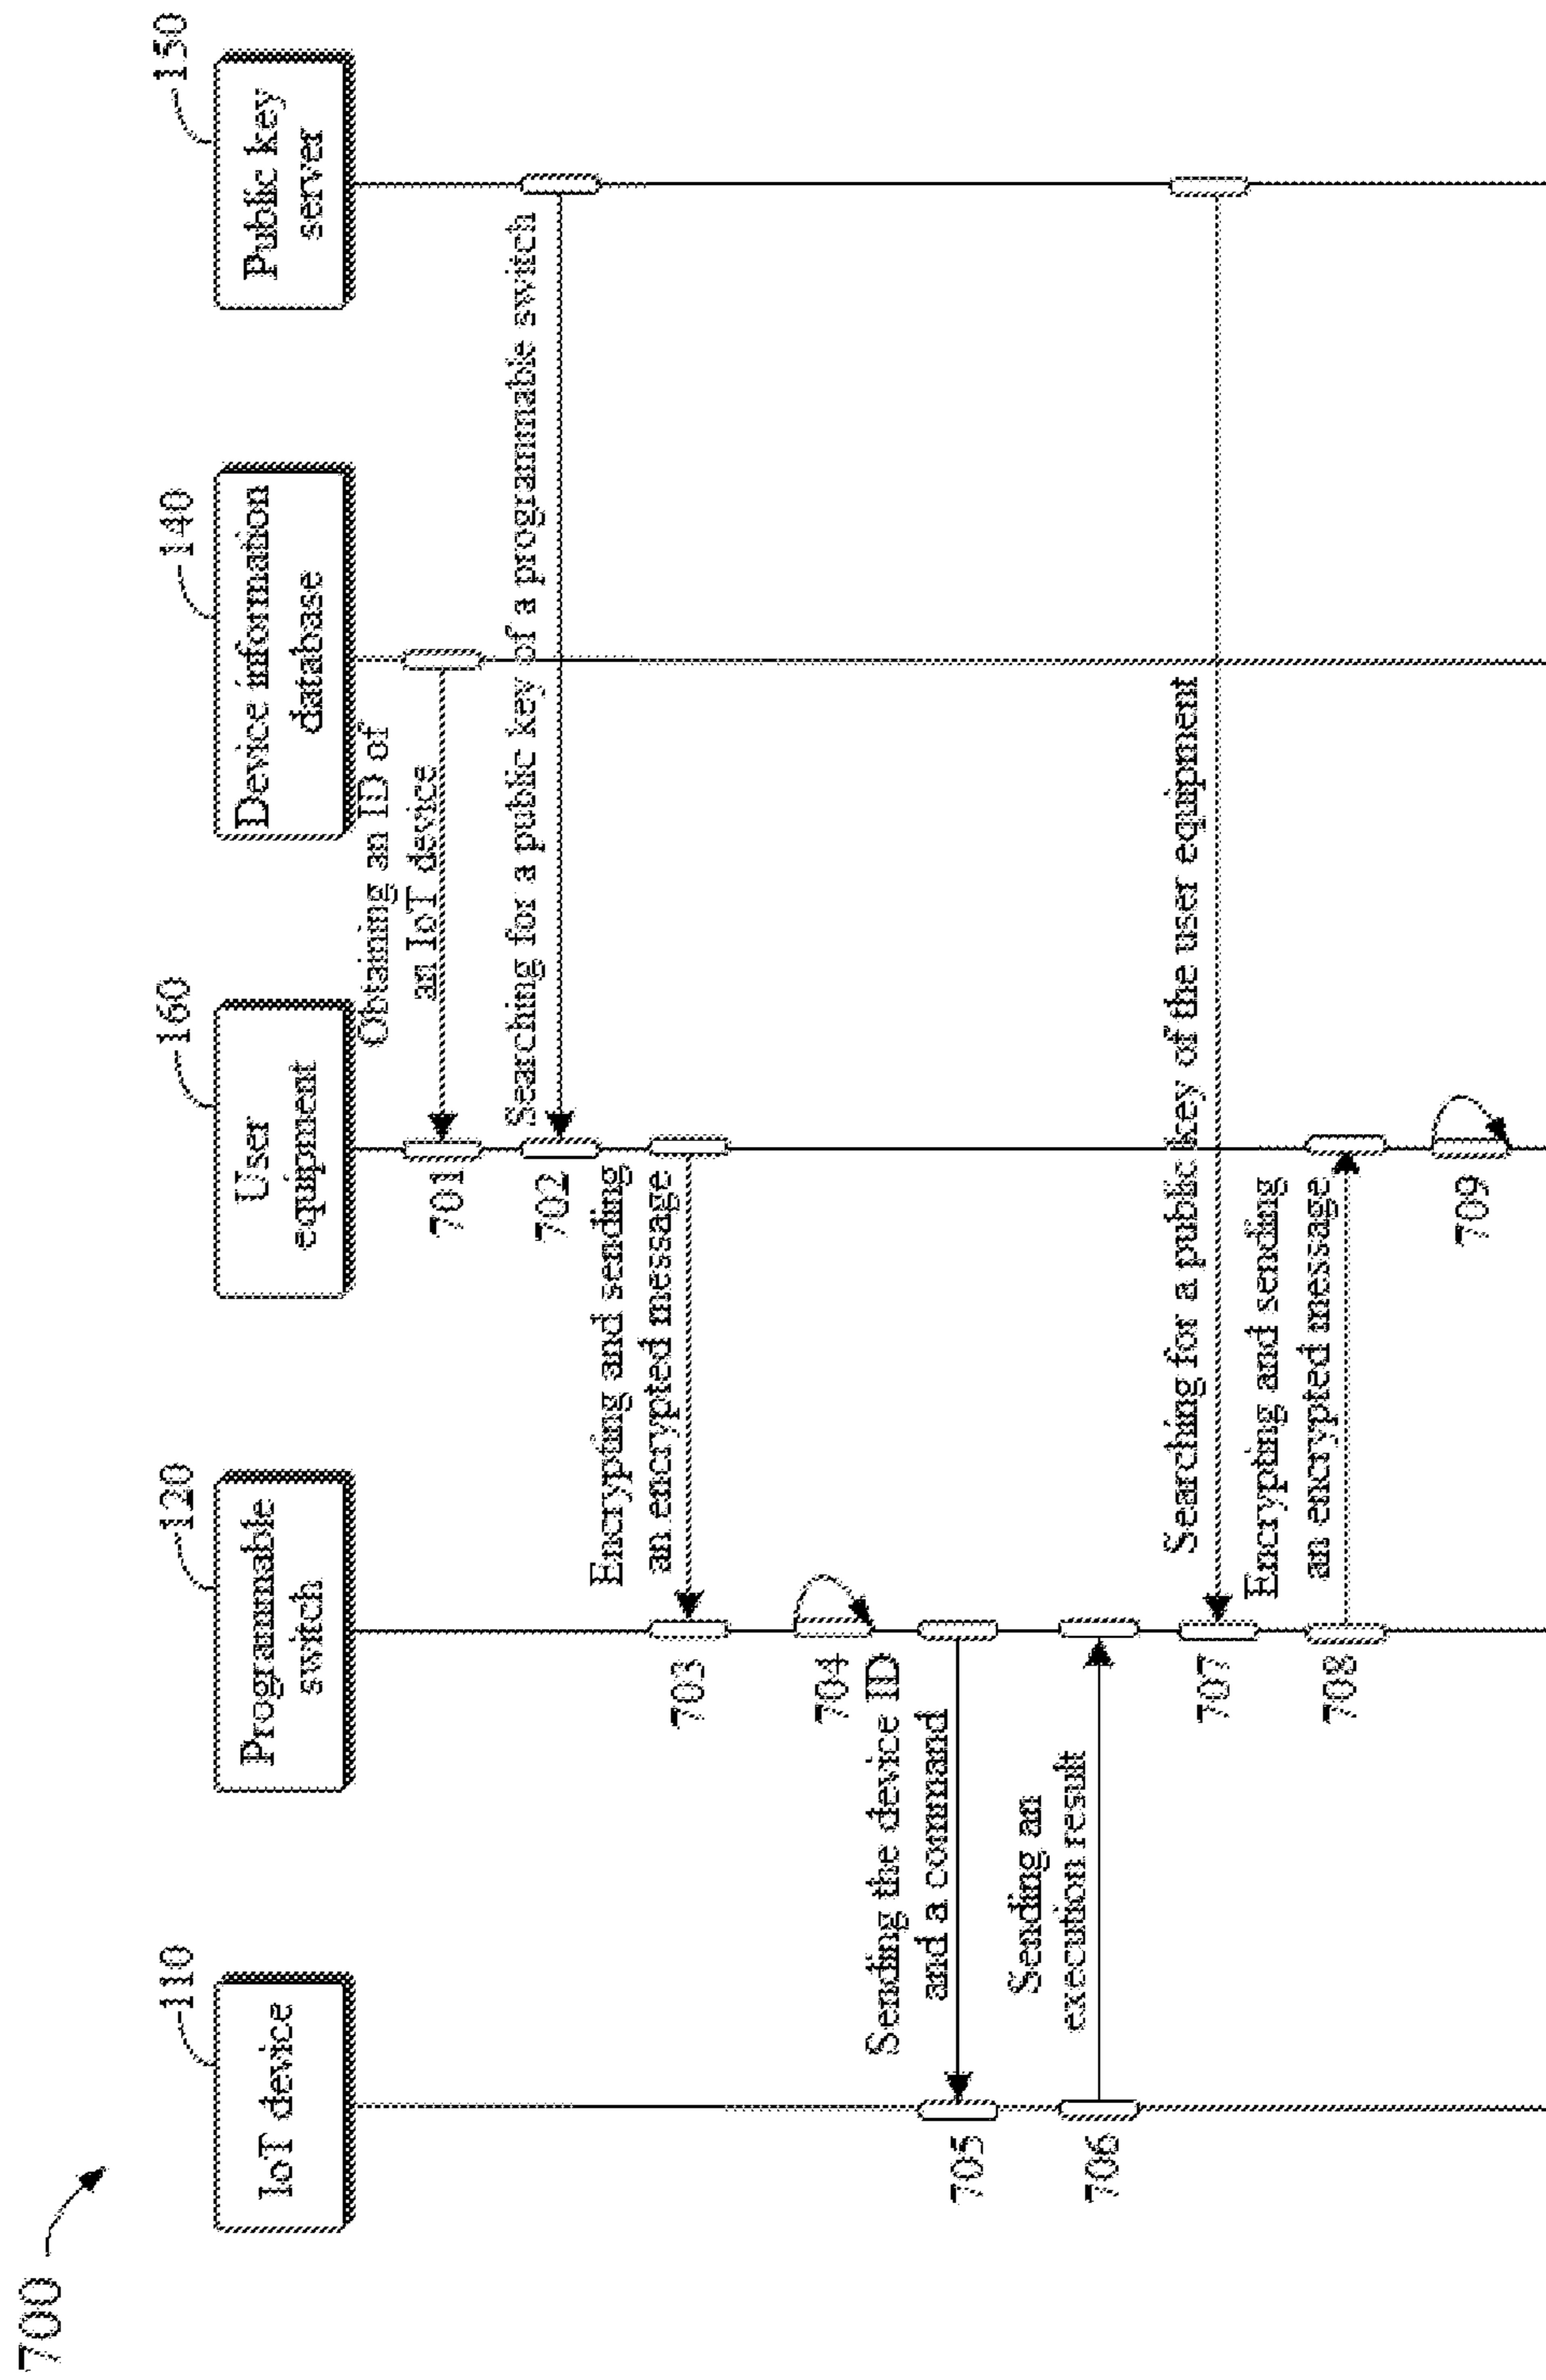 700
110
IoT device
120
Programmable
switch
160
User
equipment
140
Device information
database
150
Public key
server
Obtaining an ID of
an IoT device
701
Searching for a public key of a programmable switch
702
Encrypting and sending
an encrypted message
703
704
Sending the device ID
and a command
705
Sending an
execution result
706
Searching for a public key of the user equipment
707
Encrypting and sending
an encrypted message
708
709